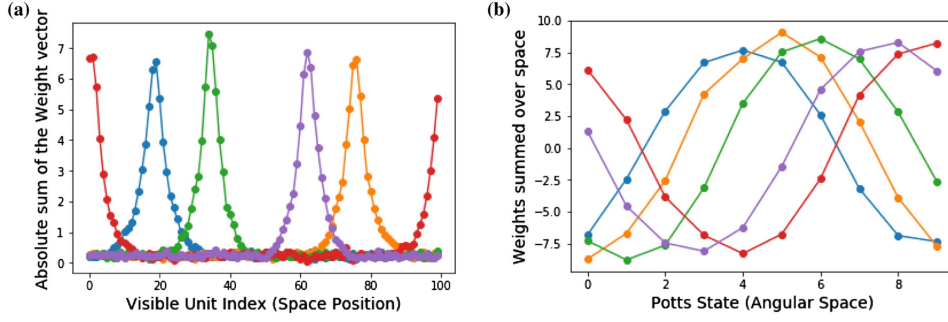 (a)
Absolute sum of the Weight vector
7
6
5
4
3
2
1
0
0 20 40 60 80 100
Visible Unit Index (Space Position)
(b)
Weights summed over space
10.0
7.5
5.0
2.5
0.0
−2.5
−5.0
−7.5
0 2 4 6 8
Potts State (Angular Space)